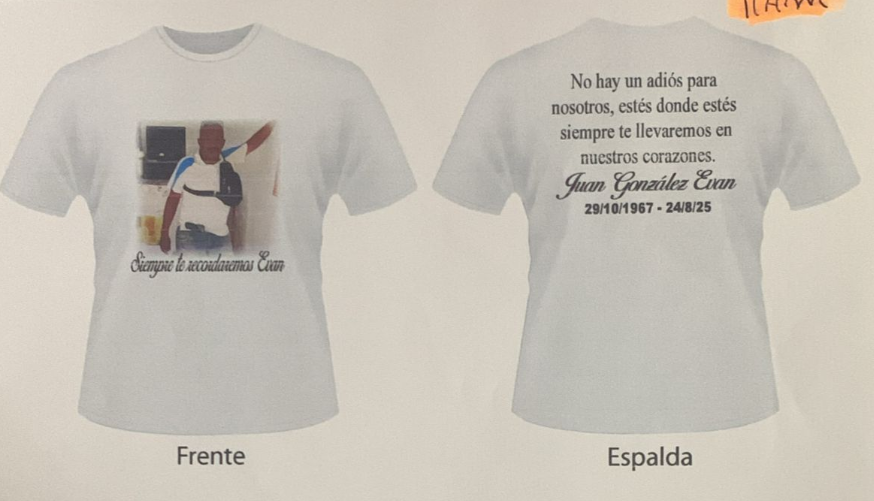 Siempre te recordaremos Evan
Frente
No hay un adiós para
nosotros, estés donde estés
siempre te llevaremos en
nuestros corazones.
Juan González Evan
29/10/1967 - 24/8/25
Espalda